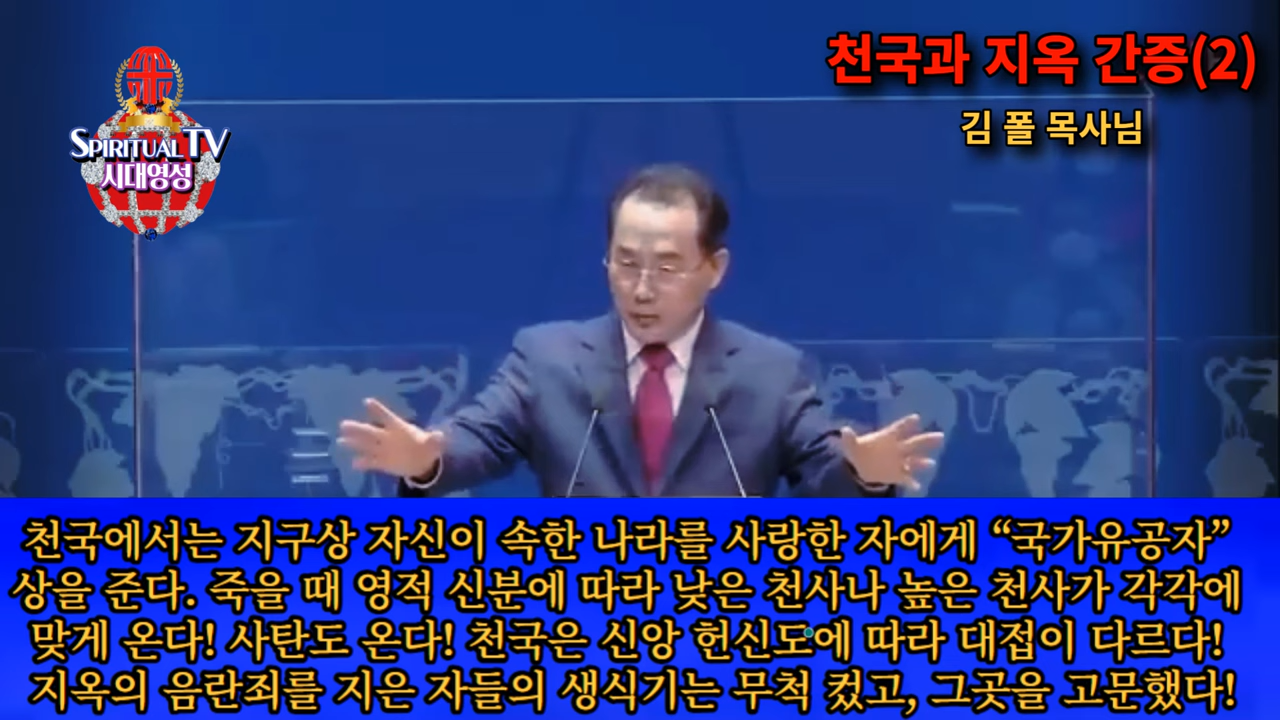 천국과 지옥 간증(2)
김 폴 목사님
SPIRITUAL TV
시대영성
천국에서는 지구상 자신이 속한 나라를 사랑한 자에게 “국가유공자”
상을 준다. 죽을 때 영적 신분에 따라 낮은 천사나 높은 천사가 각각에
맞게 온다! 사탄도 온다! 천국은 신앙 헌신도에 따라 대접이 다르다!
지옥의 음란죄를 지은 자들의 생식기는 무척 컸고, 그곳을 고문했다!